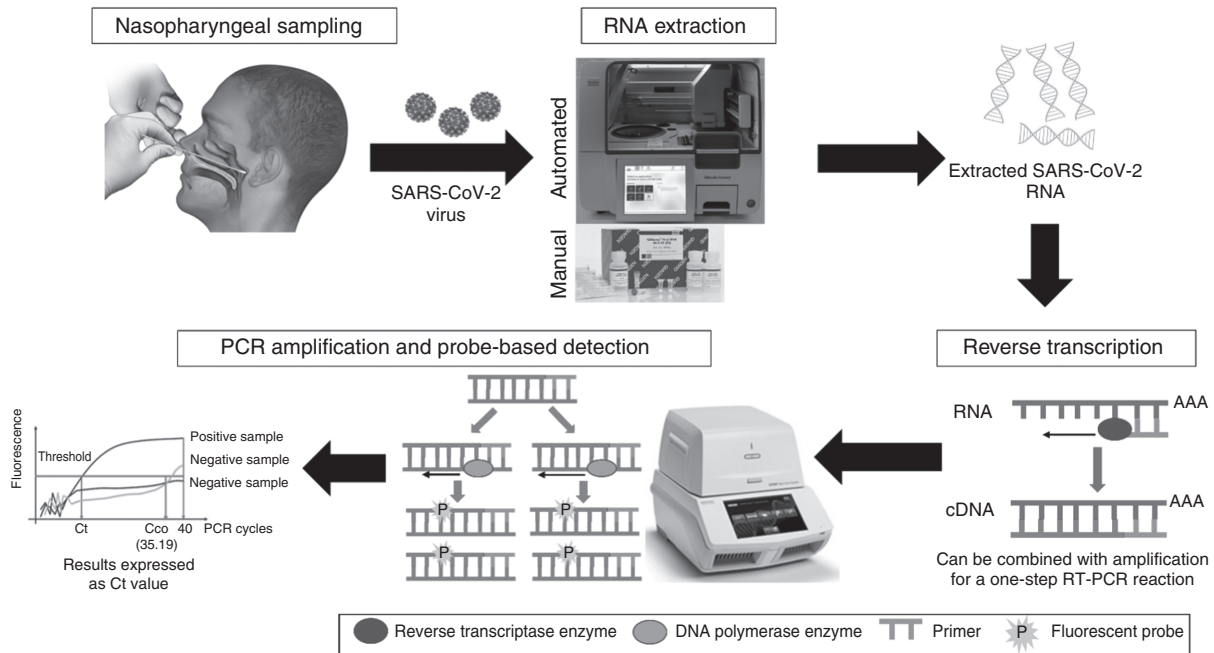 Nasopharyngeal sampling
RNA extraction
SARS-CoV-2
virus
Automated
Manual
Extracted SARS-CoV-2
RNA
PCR amplification and probe-based detection
Reverse transcription
Fluorescence
Threshold
Positive sample
Negative sample
Negative sample
Ct
Cco
(35.19)
40
PCR cycles
Results expressed
as Ct value
P
P
P
P
RNA
AAA
cDNA
AAA
Can be combined with amplification
for a one-step RT-PCR reaction
Reverse transcriptase enzyme
DNA polymerase enzyme
Primer
P
Fluorescent probe